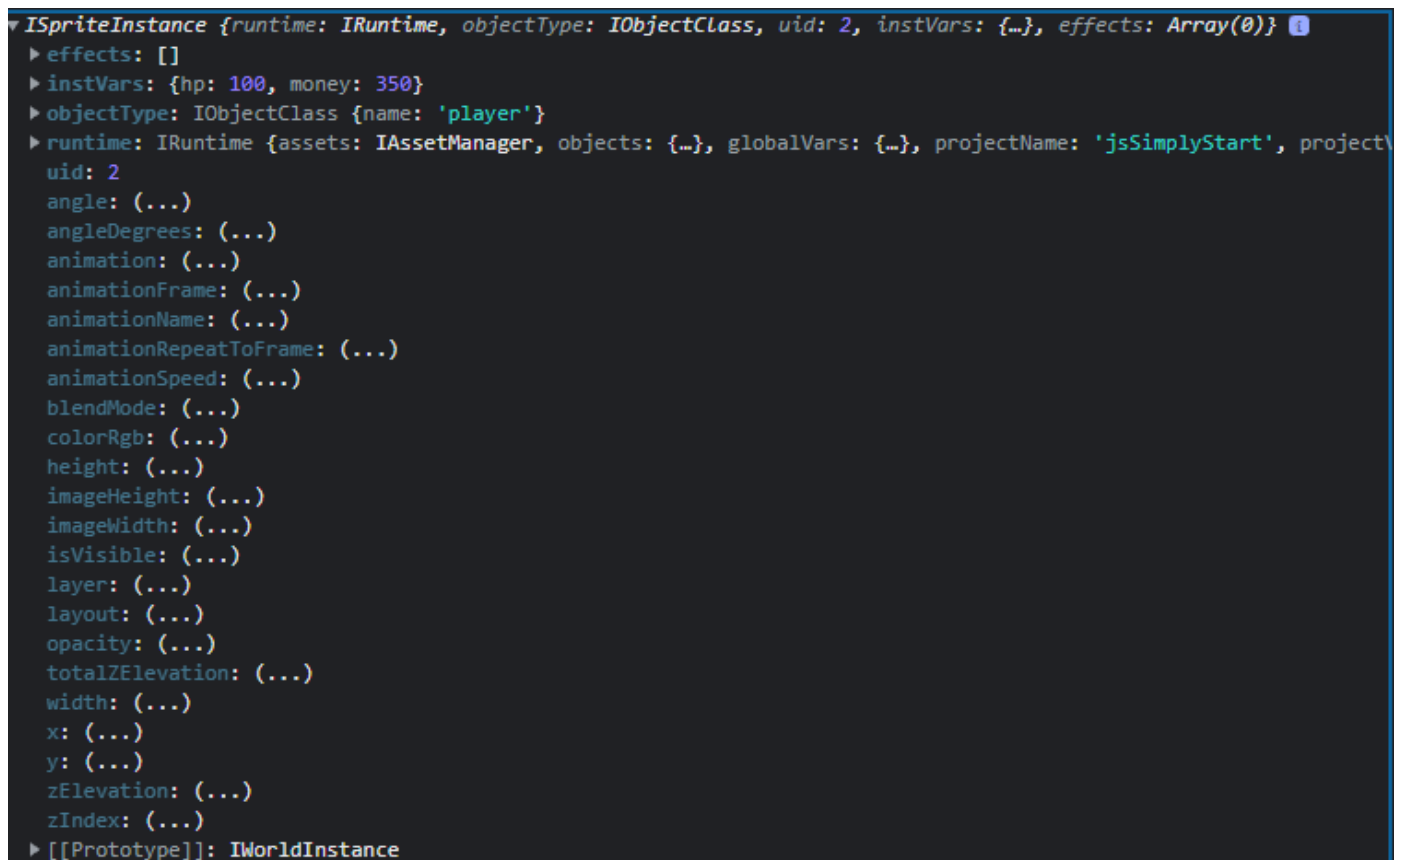 ▼ISpriteInstance {runtime: IRuntime, objectType: IObjectClass, uid: 2, instVars: {…}, effects: Array(0)} i
▶effects: []
▶instVars: {hp: 100, money: 350}
▶objectType: IObjectClass {name: 'player'}
▶runtime: IRuntime {assets: IAssetManager, objects: {…}, globalVars: {…}, projectName: 'jsSimplyStart', project
uid: 2
angle: (...)
angleDegrees: (...)
animation: (...)
animationFrame: (...)
animationName: (...)
animationRepeatToFrame: (...)
animationSpeed: (...)
blendMode: (...)
colorRgb: (...)
height: (...)
imageHeight: (...)
imageWidth: (...)
isVisible: (...)
layer: (...)
layout: (...)
opacity: (...)
totalZElevation: (...)
width: (...)
x: (...)
y: (...)
zElevation: (...)
zIndex: (...)
▶[[Prototype]]: IWorldInstance